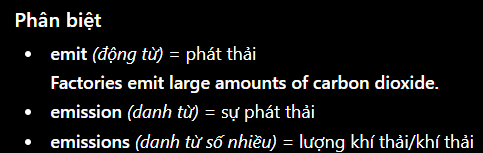 Phân biệt
emit (động từ) = phát thải
Factories emit large amounts of carbon dioxide.
emission (danh từ) = sự phát thải
emissions (danh từ số nhiều) = lượng khí thải/khí thải